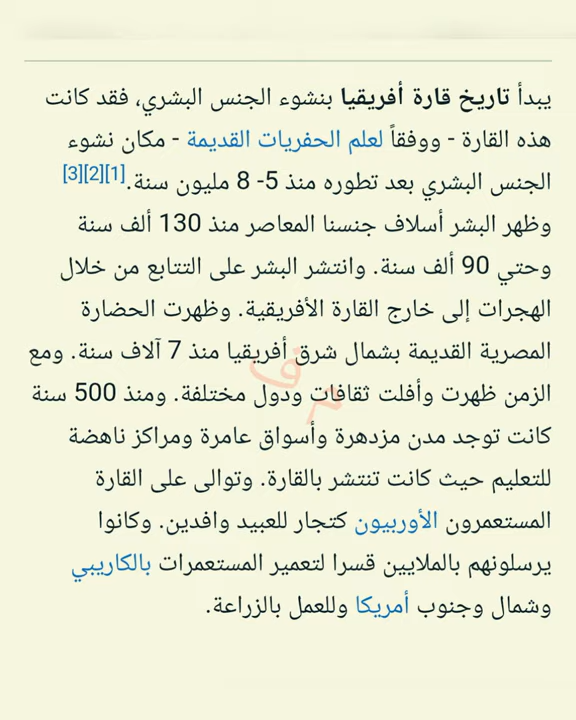 يبدأ تاريخ قارة أفريقيا بنشوء الجنس البشري، فقد كانت
هذه القارة - ووفقاً لعلم الحفريات القديمة - مكان نشوء
الجنس البشري بعد تطوره منذ 5- 8 مليون سنة.[1][2][3]
وظهر البشر أسلاف جنسنا المعاصر منذ 130 ألف سنة
وحتي 90 ألف سنة. وانتشر البشر على التتابع من خلال
الهجرات إلى خارج القارة الأفريقية. وظهرت الحضارة
المصرية القديمة بشمال شرق أفريقيا منذ 7 آلاف سنة. ومع
الزمن ظهرت وأفلت ثقافات ودول مختلفة. ومنذ 500 سنة
كانت توجد مدن مزدهرة وأسواق عامرة ومراكز ناهضة
للتعليم حيث كانت تنتشر بالقارة. وتوالى على القارة
المستعمرون الأوربيون كتجار للعبيد وافدين. وكانوا
يرسلونهم بالملايين قسرا لتعمير المستعمرات بالكاريبي
وشمال وجنوب أمريكا وللعمل بالزراعة.
م ف